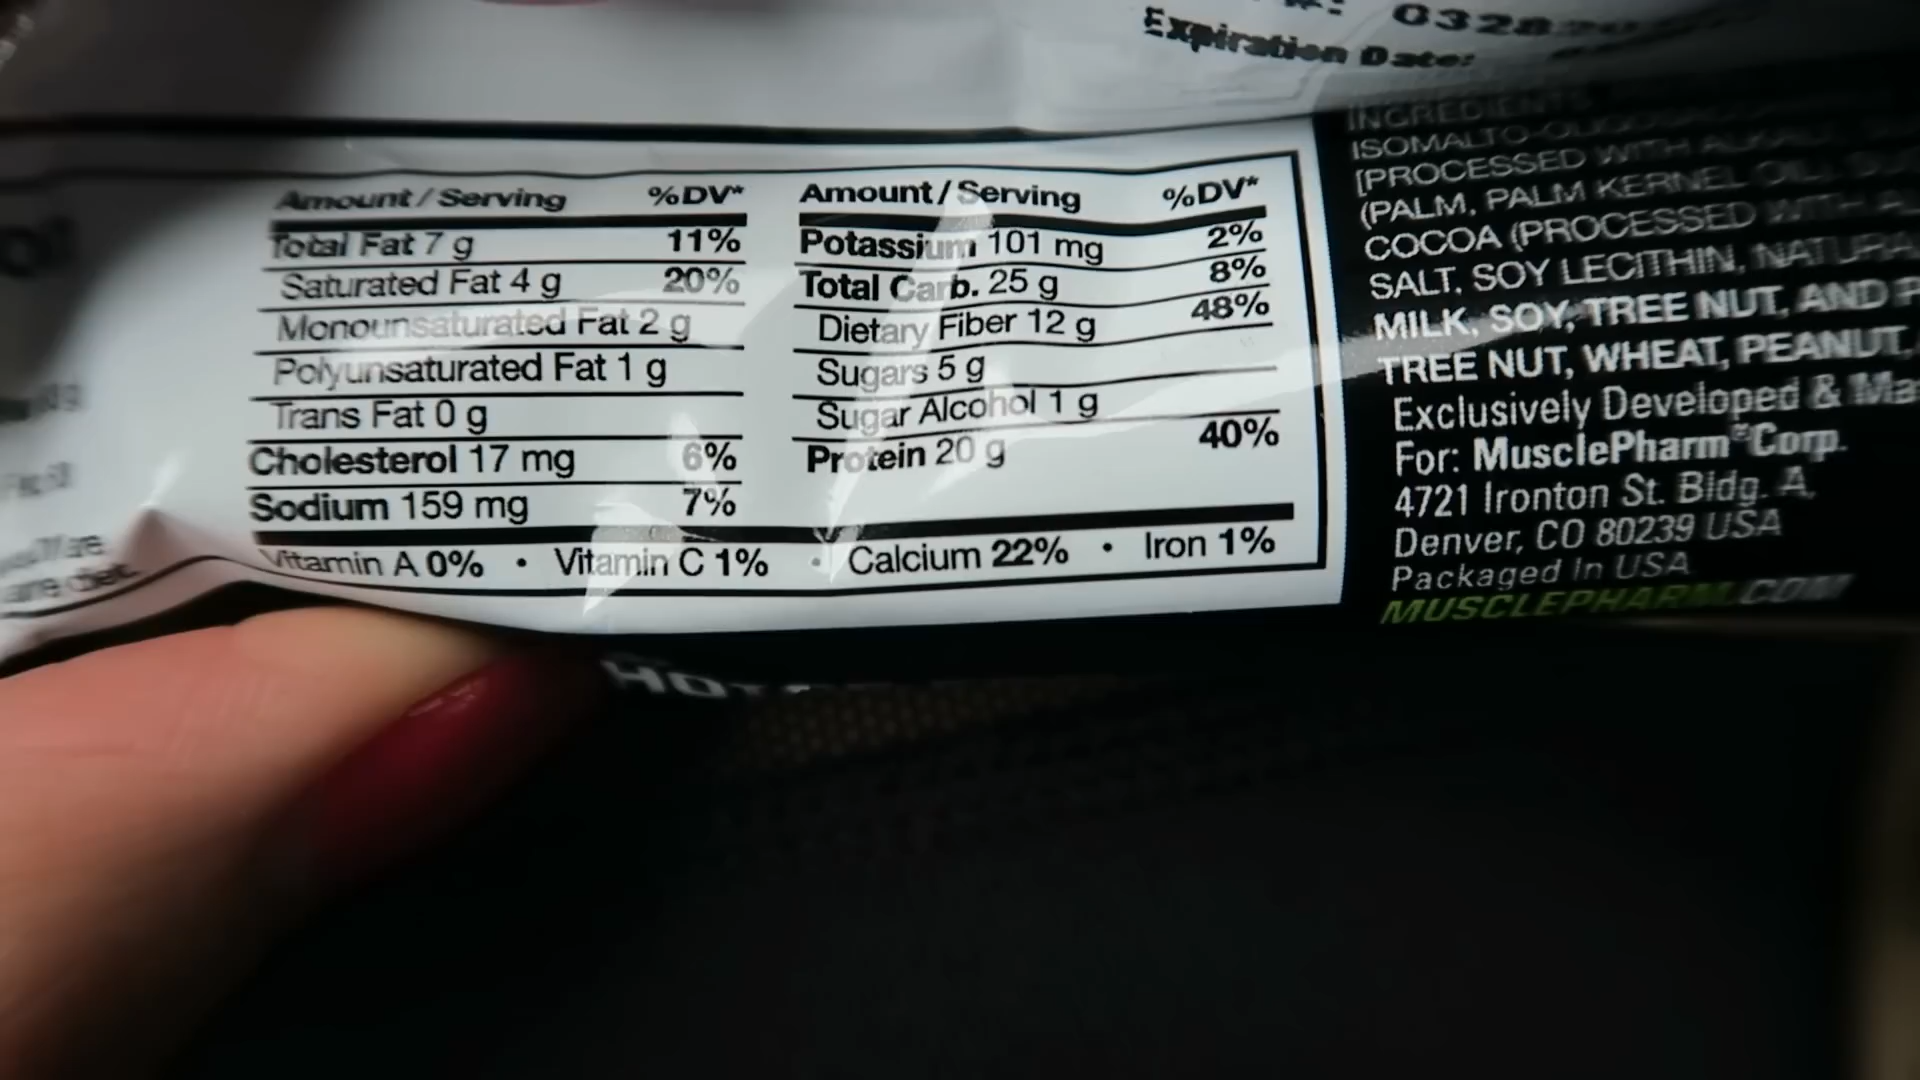 Expiration Date:
Amount / Serving %DV*
Total Fat 7 g 11%
Saturated Fat 4 g 20%
Monounsaturated Fat 2 g
Polyunsaturated Fat 1 g
Trans Fat 0 g
Cholesterol 17 mg 6%
Sodium 159 mg 7%
Amount / Serving %DV*
Potassium 101 mg 2%
Total Carb. 25 g 8%
Dietary Fiber 12 g 48%
Sugars 5 g
Sugar Alcohol 1 g
Protein 20 g 40%
Vitamin A 0% • Vitamin C 1% • Calcium 22% • Iron 1%
INGREDIENTS
[PROCESSED WITH
(PALM, PALM KERNEL OIL,
COCOA (PROCESSED WITH
SALT, SOY LECITHIN,
MILK, SOY, TREE NUT, AND
TREE NUT, WHEAT, PEANUT,
Exclusively Developed &
For: MusclePharm® Corp.
4721 Ironton St. Bldg. A,
Denver, CO 80239 USA
Packaged In USA
MUSCLEPHARM.COM